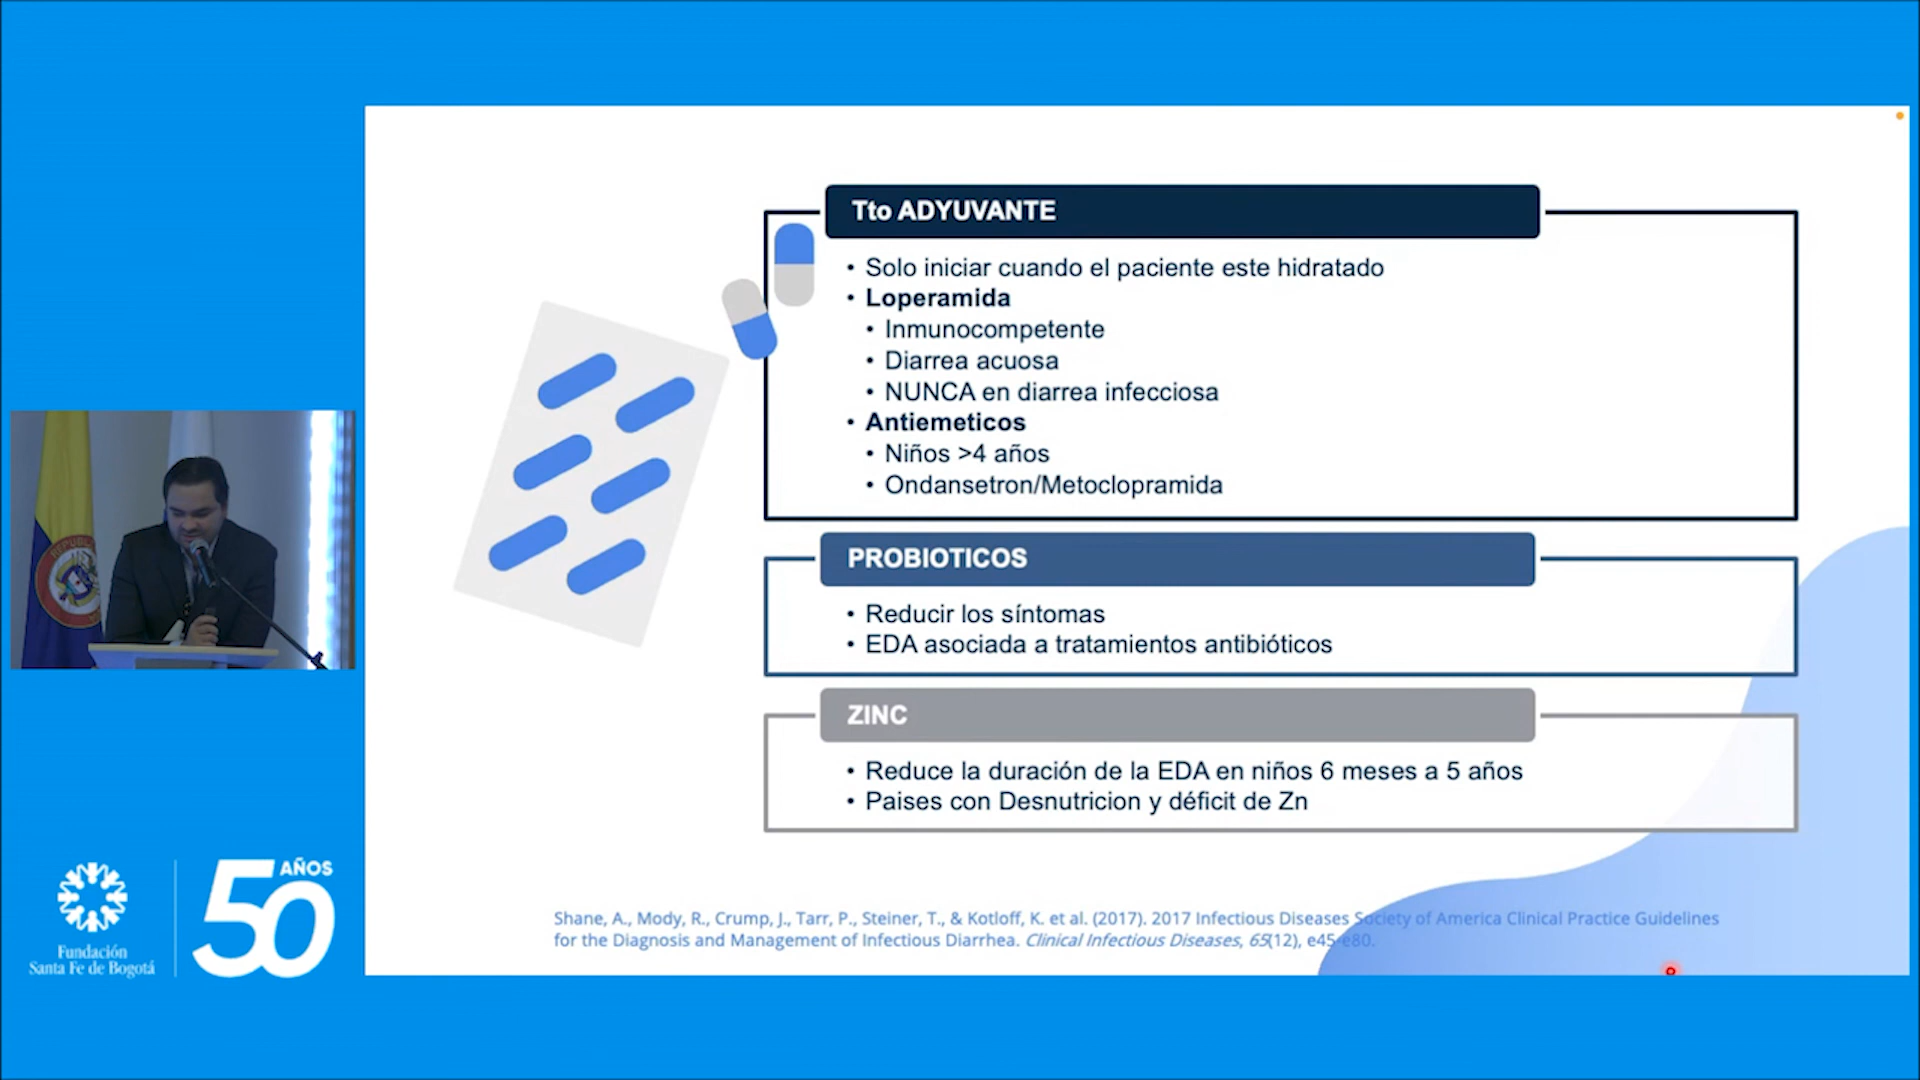 Tto ADYUVANTE
• Solo iniciar cuando el paciente este hidratado
• Loperamida
• Inmunocompetente
• Diarrea acuosa
• NUNCA en diarrea infecciosa
• Antiemeticos
• Niños >4 años
• Ondansetron/Metoclopramida
PROBIOTICOS
• Reducir los síntomas
• EDA asociada a tratamientos antibióticos
ZINC
• Reduce la duración de la EDA en niños 6 meses a 5 años
• Paises con Desnutricion y déficit de Zn
Shane, A., Mody, R., Crump, J., Tarr, P., Steiner, T., & Kotloff, K. et al. (2017). 2017 Infectious Diseases Society of America Clinical Practice Guidelines
for the Diagnosis and Management of Infectious Diarrhea. Clinical Infectious Diseases, 65(12), e45-e80.
Fundación
Santa Fe de Bogotá
50 AÑOS